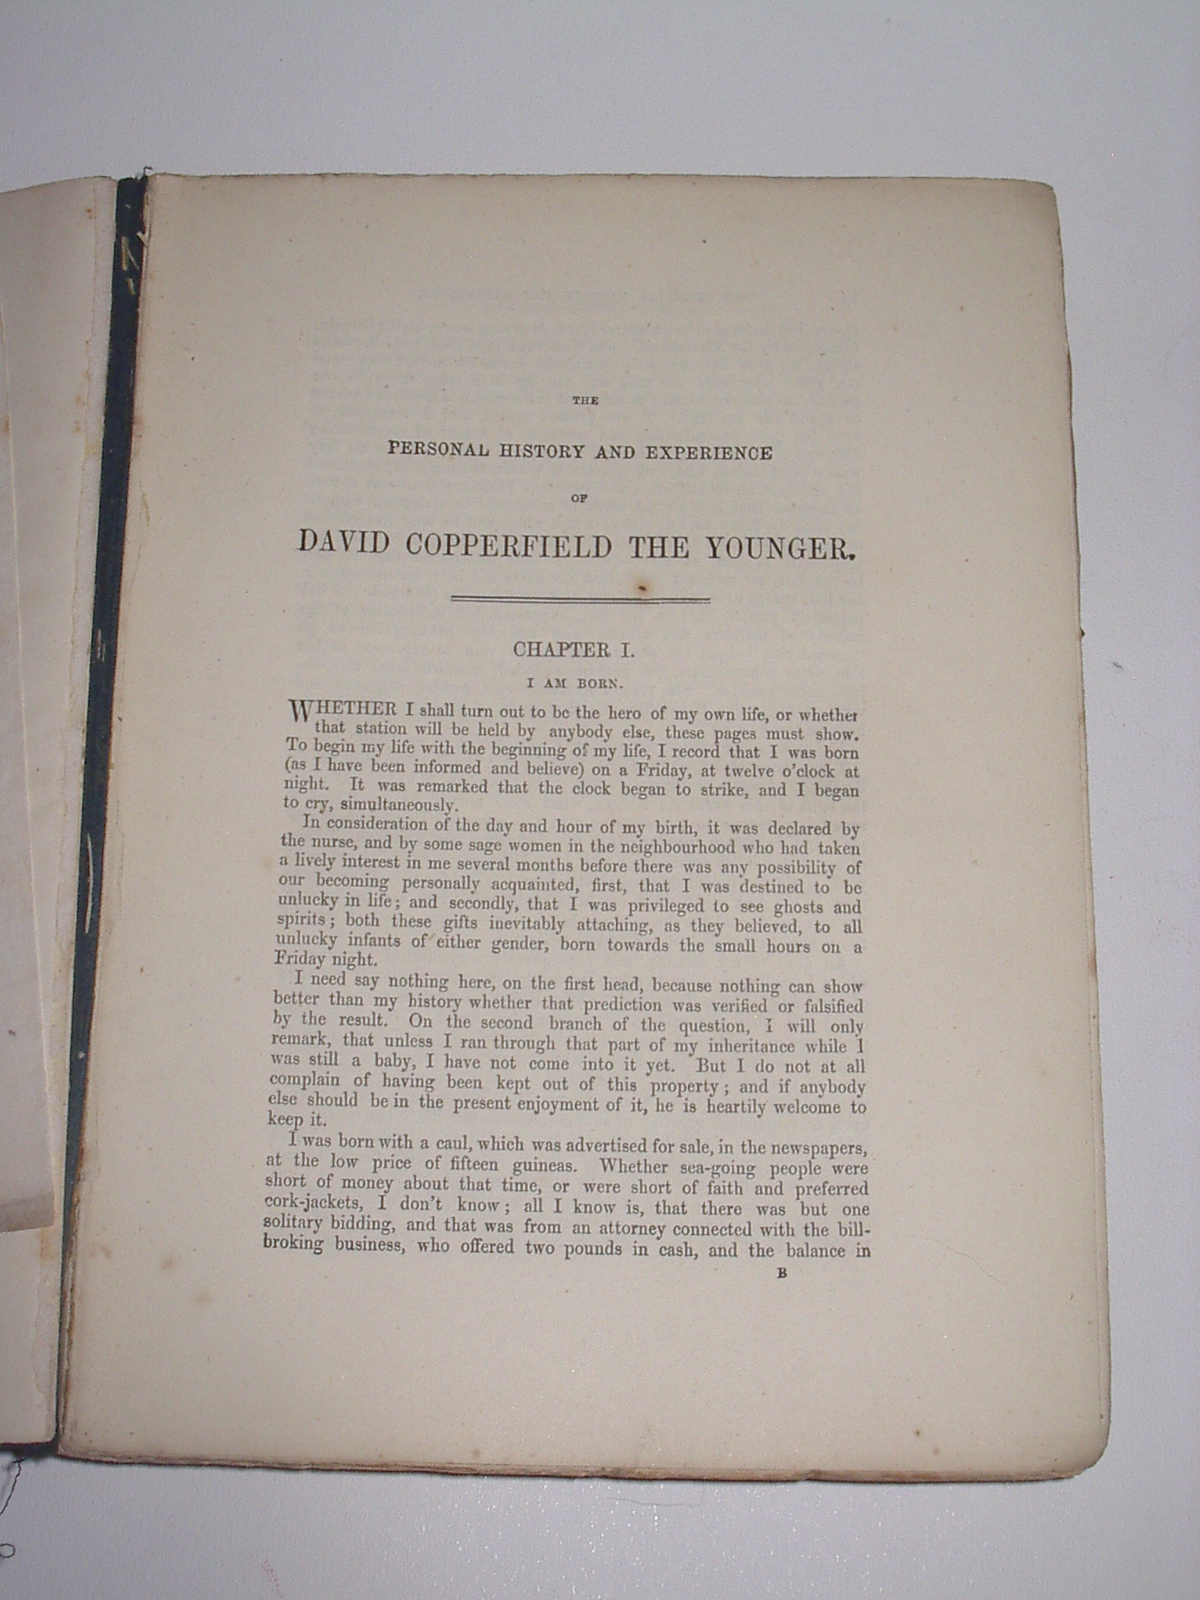 THE
PERSONAL HISTORY AND EXPERIENCE
OF
DAVID COPPERFIELD THE YOUNGER.
CHAPTER I.
I AM BORN.
WHETHER I shall turn out to be the hero of my own life, or whether
that station will be held by anybody else, these pages must show.
To begin my life with the beginning of my life, I record that I was born
(as I have been informed and believe) on a Friday, at twelve o'clock at
night. It was remarked that the clock began to strike, and I began
to cry, simultaneously.
In consideration of the day and hour of my birth, it was declared by
the nurse, and by some sage women in the neighbourhood who had taken
a lively interest in me several months before there was any possibility of
our becoming personally acquainted, first, that I was destined to be
unlucky in life; and secondly, that I was privileged to see ghosts and
spirits; both these gifts inevitably attaching, as they believed, to all
unlucky infants of either gender, born towards the small hours on a
Friday night.
I need say nothing here, on the first head, because nothing can show
better than my history whether that prediction was verified or falsified
by the result. On the second branch of the question, I will only
remark, that unless I ran through that part of my inheritance while I
was still a baby, I have not come into it yet. But I do not at all
complain of having been kept out of this property; and if anybody
else should be in the present enjoyment of it, he is heartily welcome to
keep it.
I was born with a caul, which was advertised for sale, in the newspapers,
at the low price of fifteen guineas. Whether sea-going people were
short of money about that time, or were short of faith and preferred
cork-jackets, I don't know; all I know is, that there was but one
solitary bidding, and that was from an attorney connected with the bill-
broking business, who offered two pounds in cash, and the balance in
B